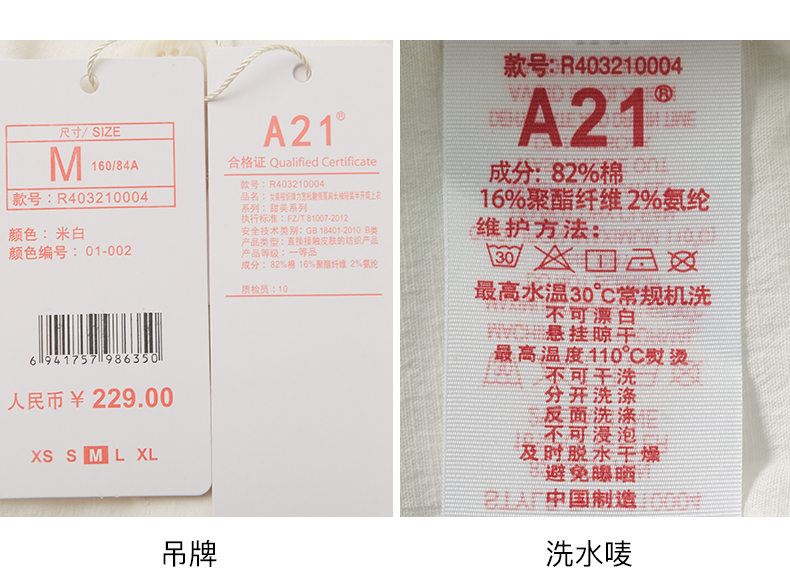 尺寸/ SIZE
M 160/84A
款号：R403210004
颜色：米白
颜色编号：01-002
6 941757 986350
人民币 ¥ 229.00
XS S M L XL
A21®
合格证 Qualified Certificate
款号：R403210004
系列：甜美系列
执行标准：FZ/T 81007-2012
安全技术类别：GB 18401-2010 B类
产品类型：直接接触皮肤的纺织产品
产品等级：一等品
成分：82%棉 16%聚酯纤维 2%氨纶
质检员：10
吊牌
款号: R403210004
A21®
成分: 82%棉
16%聚酯纤维 2%氨纶
维护方法:
30
最高水温30℃常规机洗
不可漂白
悬挂晾干
最高温度110℃熨烫
不可干洗
分开洗涤
反面洗涤
不可浸泡
及时脱水干燥
避免曝晒
中国制造
洗水唛